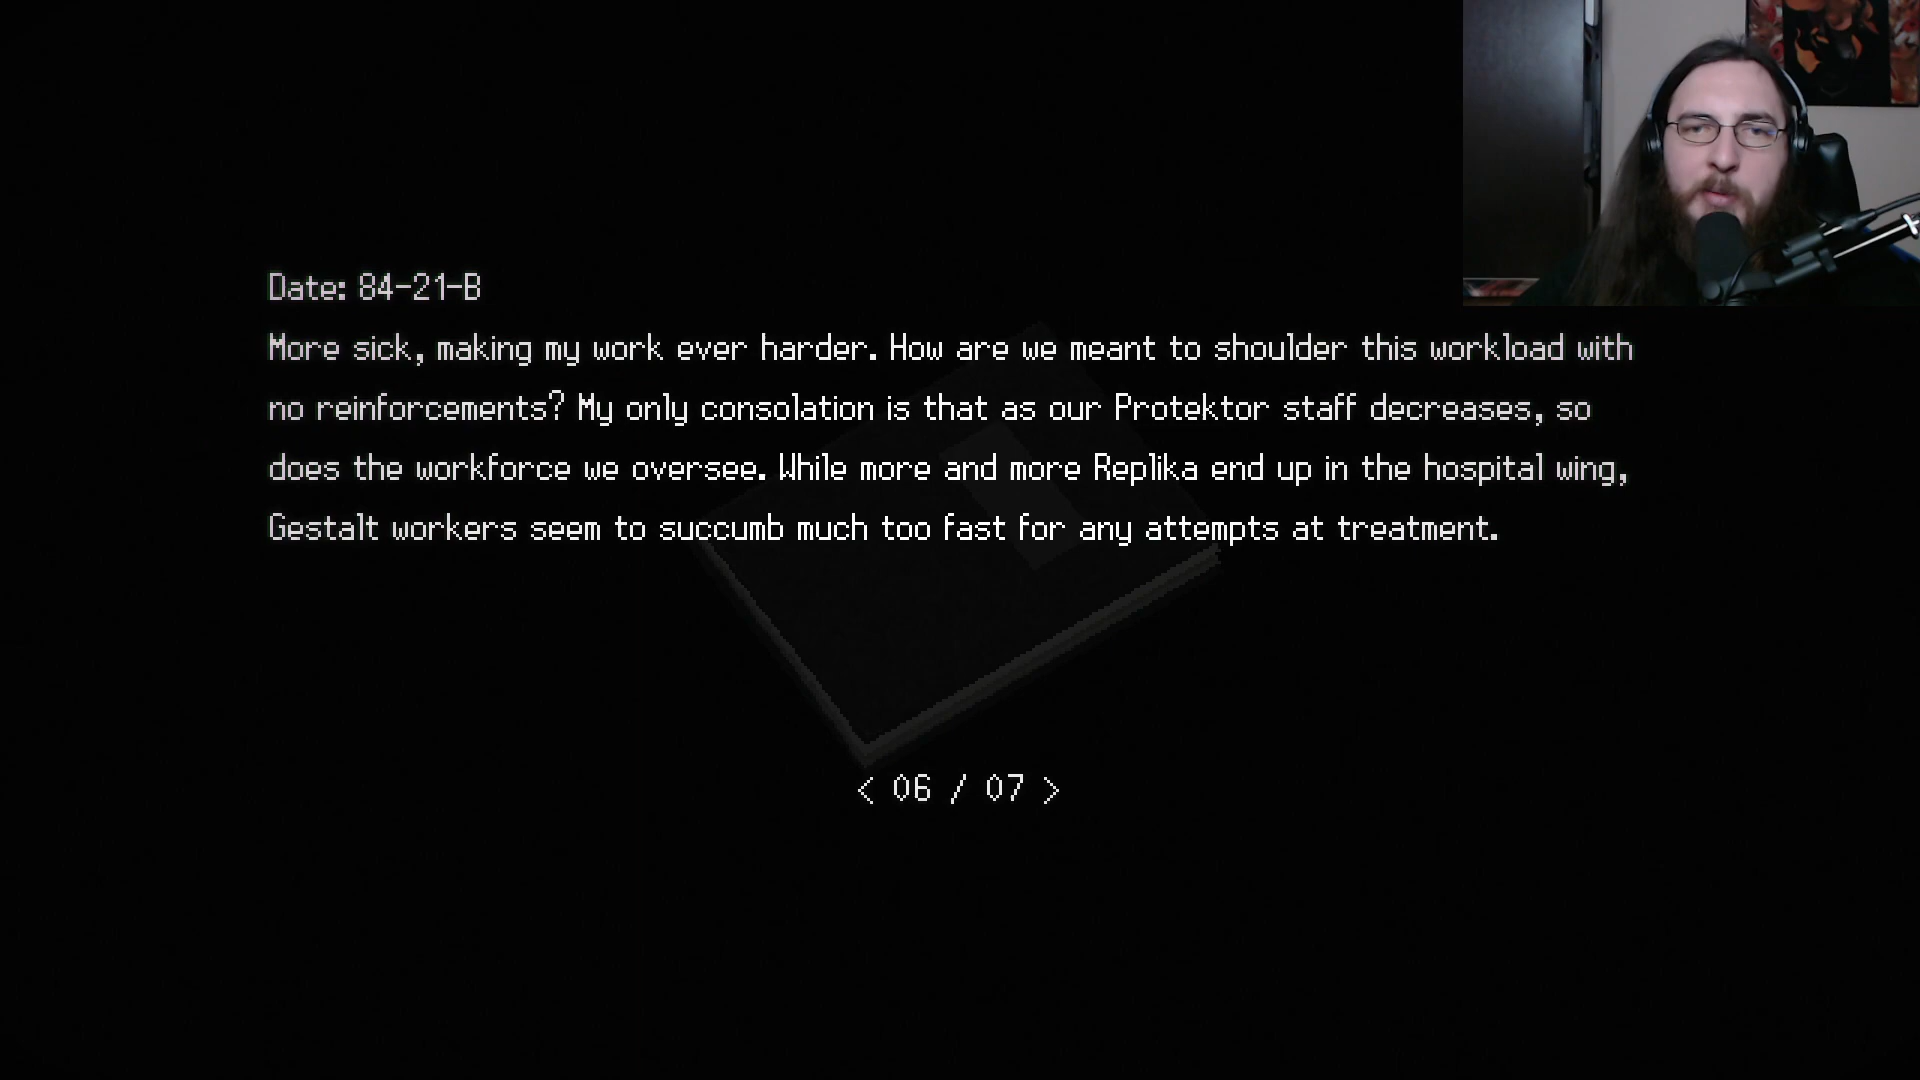 Date: 84-21-B
More sick, making my work ever harder. How are we meant to shoulder this workload with
no reinforcements? My only consolation is that as our Protektor staff decreases, so
does the workforce we oversee. While more and more Replika end up in the hospital wing,
Gestalt workers seem to succumb much too fast for any attempts at treatment.
< 06 / 07 >